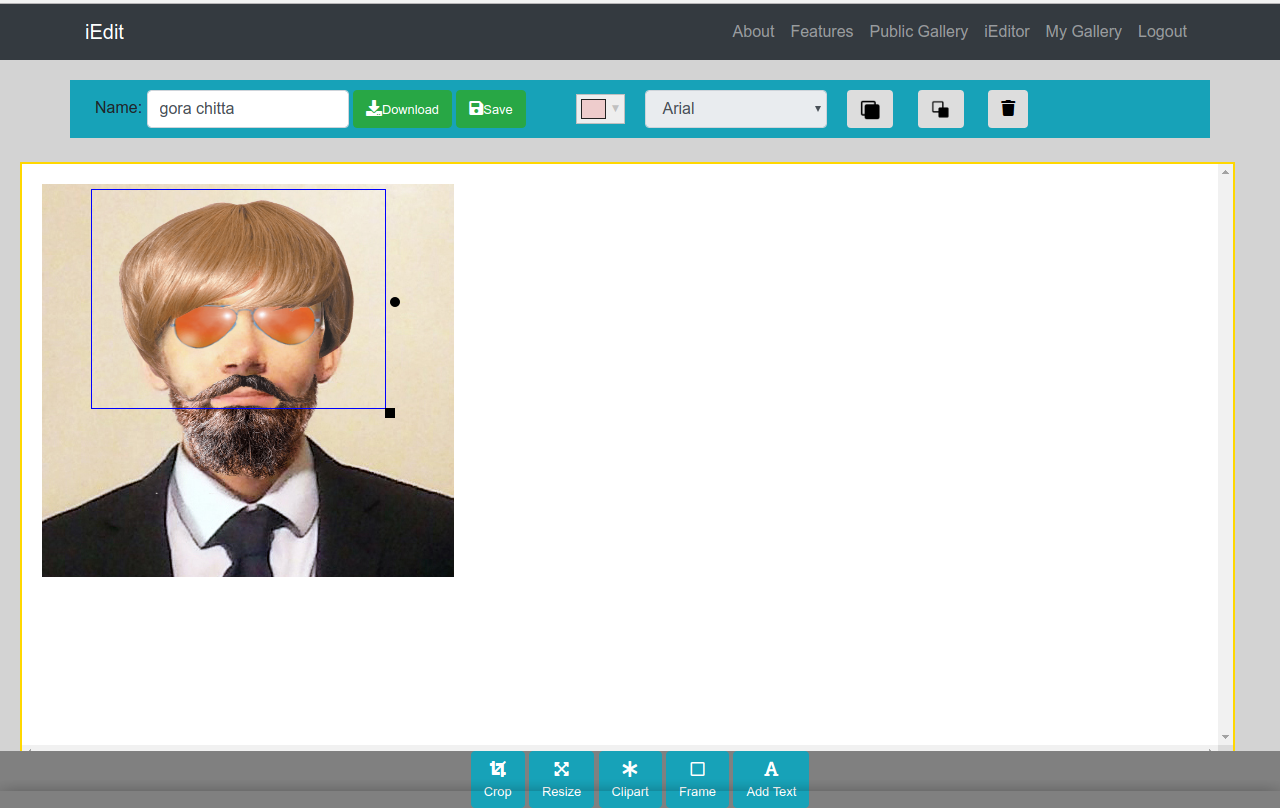 iEdit
About Features Public Gallery iEditor My Gallery Logout
Name: gora chitta Download Save Arial
Crop Resize Clipart Frame Add Text